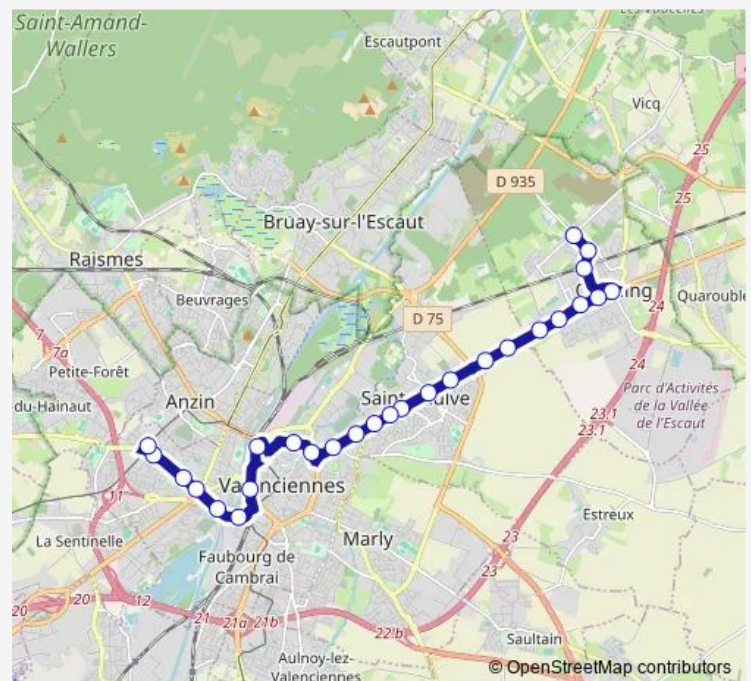 Saint-Amand-
Wallers
Escautpont
Vicq
25
D 935
25
Bruay-sur-l'Escaut
Raismes
Beuvrages
Quarouble
24
7
7a
D 75
24
Petite-Forêt
-du-Hainaut
Anzin
Parc d'Activités
de la Vallée
de l'Escaut
23.1
23.1
11
Valenciennes
La Sentinelle
Marly
Estreux
23
23
Faubourg de
Cambrai
20
20
12
21
21a
21b
22.b
Saultain
Aulnoy-lez-
Valenciennes
© OpenStreetMap contributors